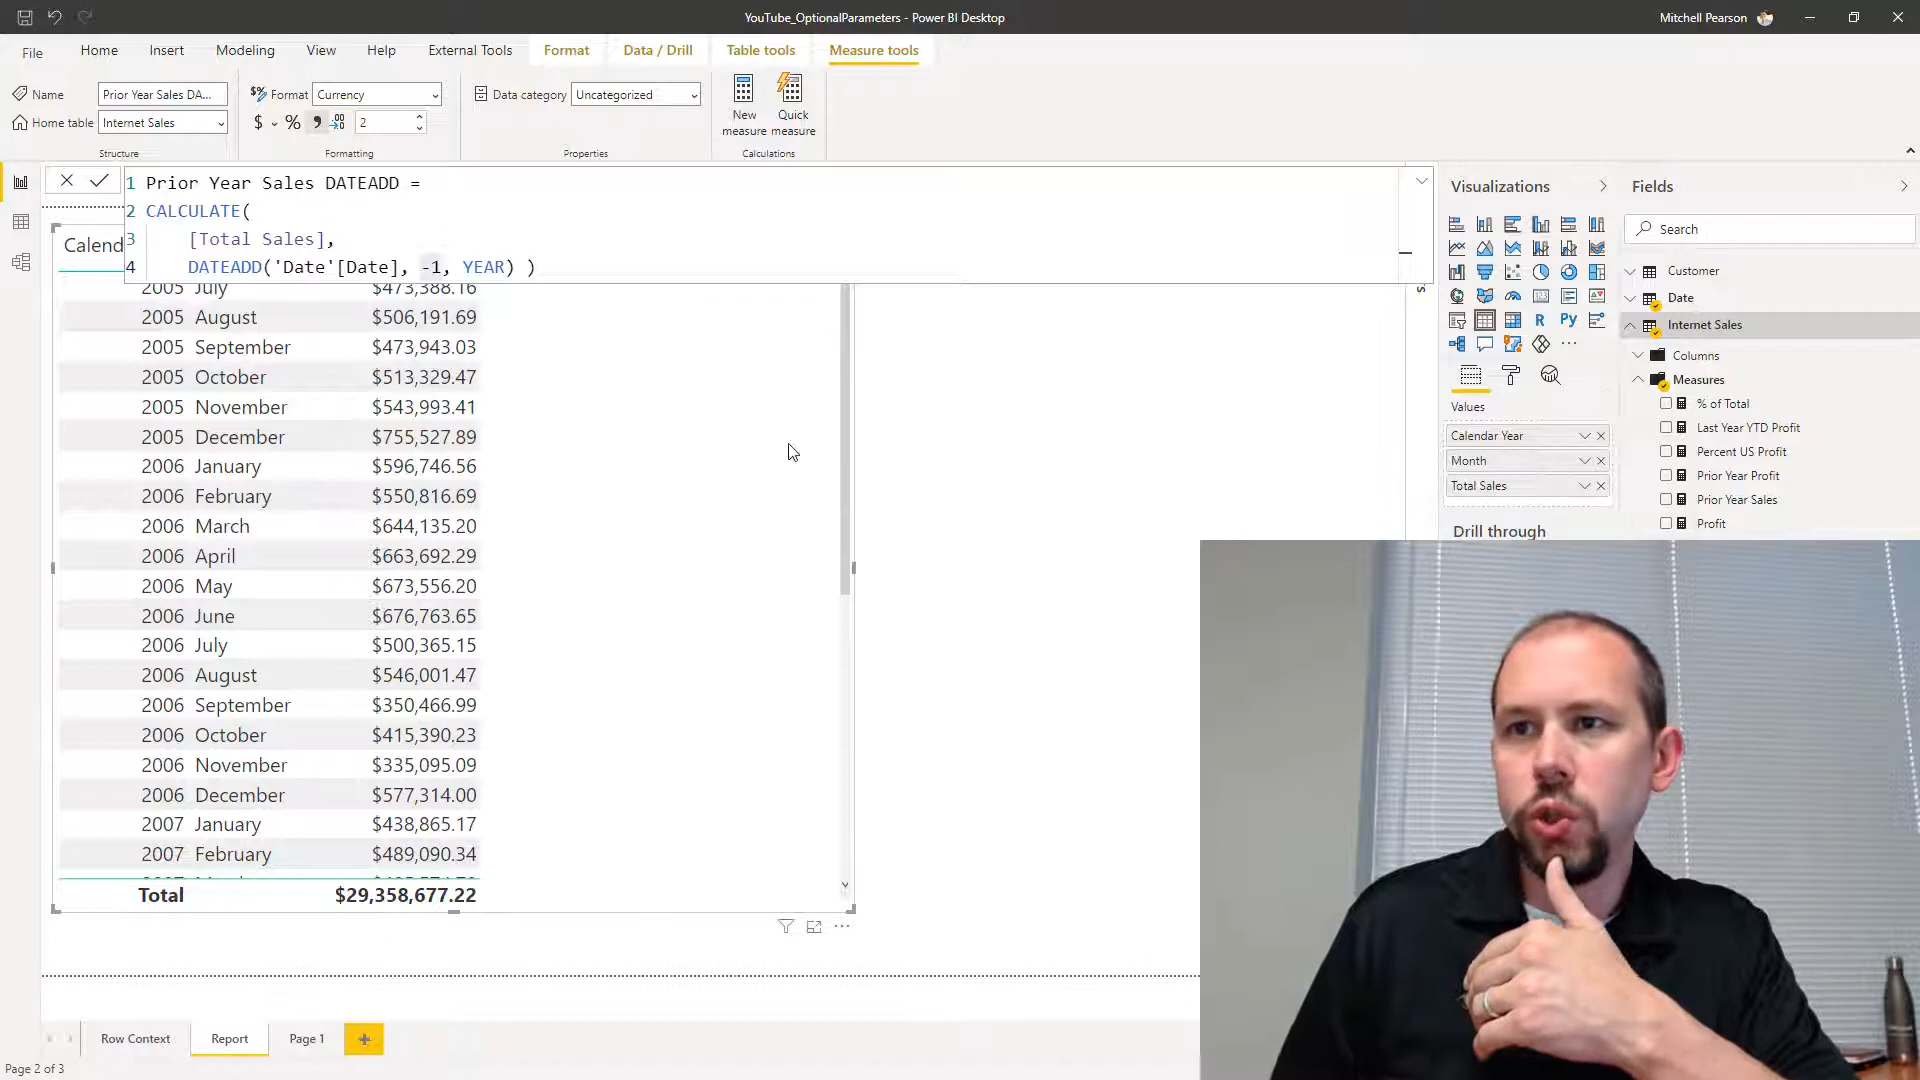 YouTube_OptionalParameters - Power BI Desktop
Mitchell Pearson
File
Home
Insert
Modeling
View
Help
External Tools
Format
Data / Drill
Table tools
Measure tools
Name
Prior Year Sales DA...
Home table
Internet Sales
Structure
Format
Currency
$
%
2
Formatting
Data category
Uncategorized
Properties
New measure
Quick measure
Calculations
1 Prior Year Sales DATEADD =
2 CALCULATE(
3 [Total Sales],
4 DATEADD('Date'[Date], -1, YEAR) )
Calend
2005 July $473,388.16
2005 August $506,191.69
2005 September $473,943.03
2005 October $513,329.47
2005 November $543,993.41
2005 December $755,527.89
2006 January $596,746.56
2006 February $550,816.69
2006 March $644,135.20
2006 April $663,692.29
2006 May $673,556.20
2006 June $676,763.65
2006 July $500,365.15
2006 August $546,001.47
2006 September $350,466.99
2006 October $415,390.23
2006 November $335,095.09
2006 December $577,314.00
2007 January $438,865.17
2007 February $489,090.34
Total $29,358,677.22
Visualizations
R
Py
Values
Calendar Year
Month
Total Sales
Drill through
Fields
Search
Customer
Date
Internet Sales
Columns
Measures
% of Total
Last Year YTD Profit
Percent US Profit
Prior Year Profit
Prior Year Sales
Profit
Row Context
Report
Page 1
Page 2 of 3